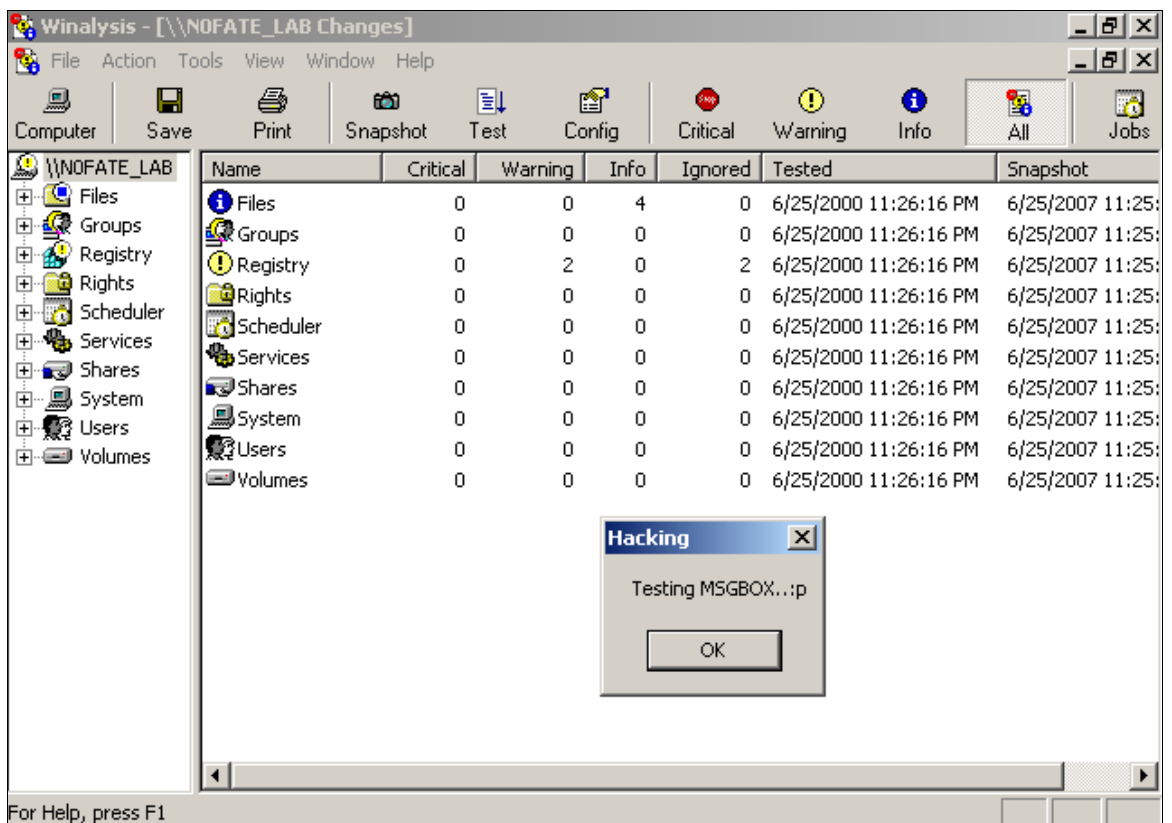 Winalysis - [\\NOFATE_LAB Changes]
File Action Tools View Window Help
Computer Save Print Snapshot Test Config Critical Warning Info All Jobs
\\NOFATE_LAB
Files
Groups
Registry
Rights
Scheduler
Services
Shares
System
Users
Volumes
Name Critical Warning Info Ignored Tested Snapshot
Files 0 0 4 0 6/25/2000 11:26:16 PM 6/25/2007 11:25:
Groups 0 0 0 0 6/25/2000 11:26:16 PM 6/25/2007 11:25:
Registry 0 2 0 2 6/25/2000 11:26:16 PM 6/25/2007 11:25:
Rights 0 0 0 0 6/25/2000 11:26:16 PM 6/25/2007 11:25:
Scheduler 0 0 0 0 6/25/2000 11:26:16 PM 6/25/2007 11:25:
Services 0 0 0 0 6/25/2000 11:26:16 PM 6/25/2007 11:25:
Shares 0 0 0 0 6/25/2000 11:26:16 PM 6/25/2007 11:25:
System 0 0 0 0 6/25/2000 11:26:16 PM 6/25/2007 11:25:
Users 0 0 0 0 6/25/2000 11:26:16 PM 6/25/2007 11:25:
Volumes 0 0 0 0 6/25/2000 11:26:16 PM 6/25/2007 11:25:
Hacking
Testing MSGBOX..:p
OK
For Help, press F1